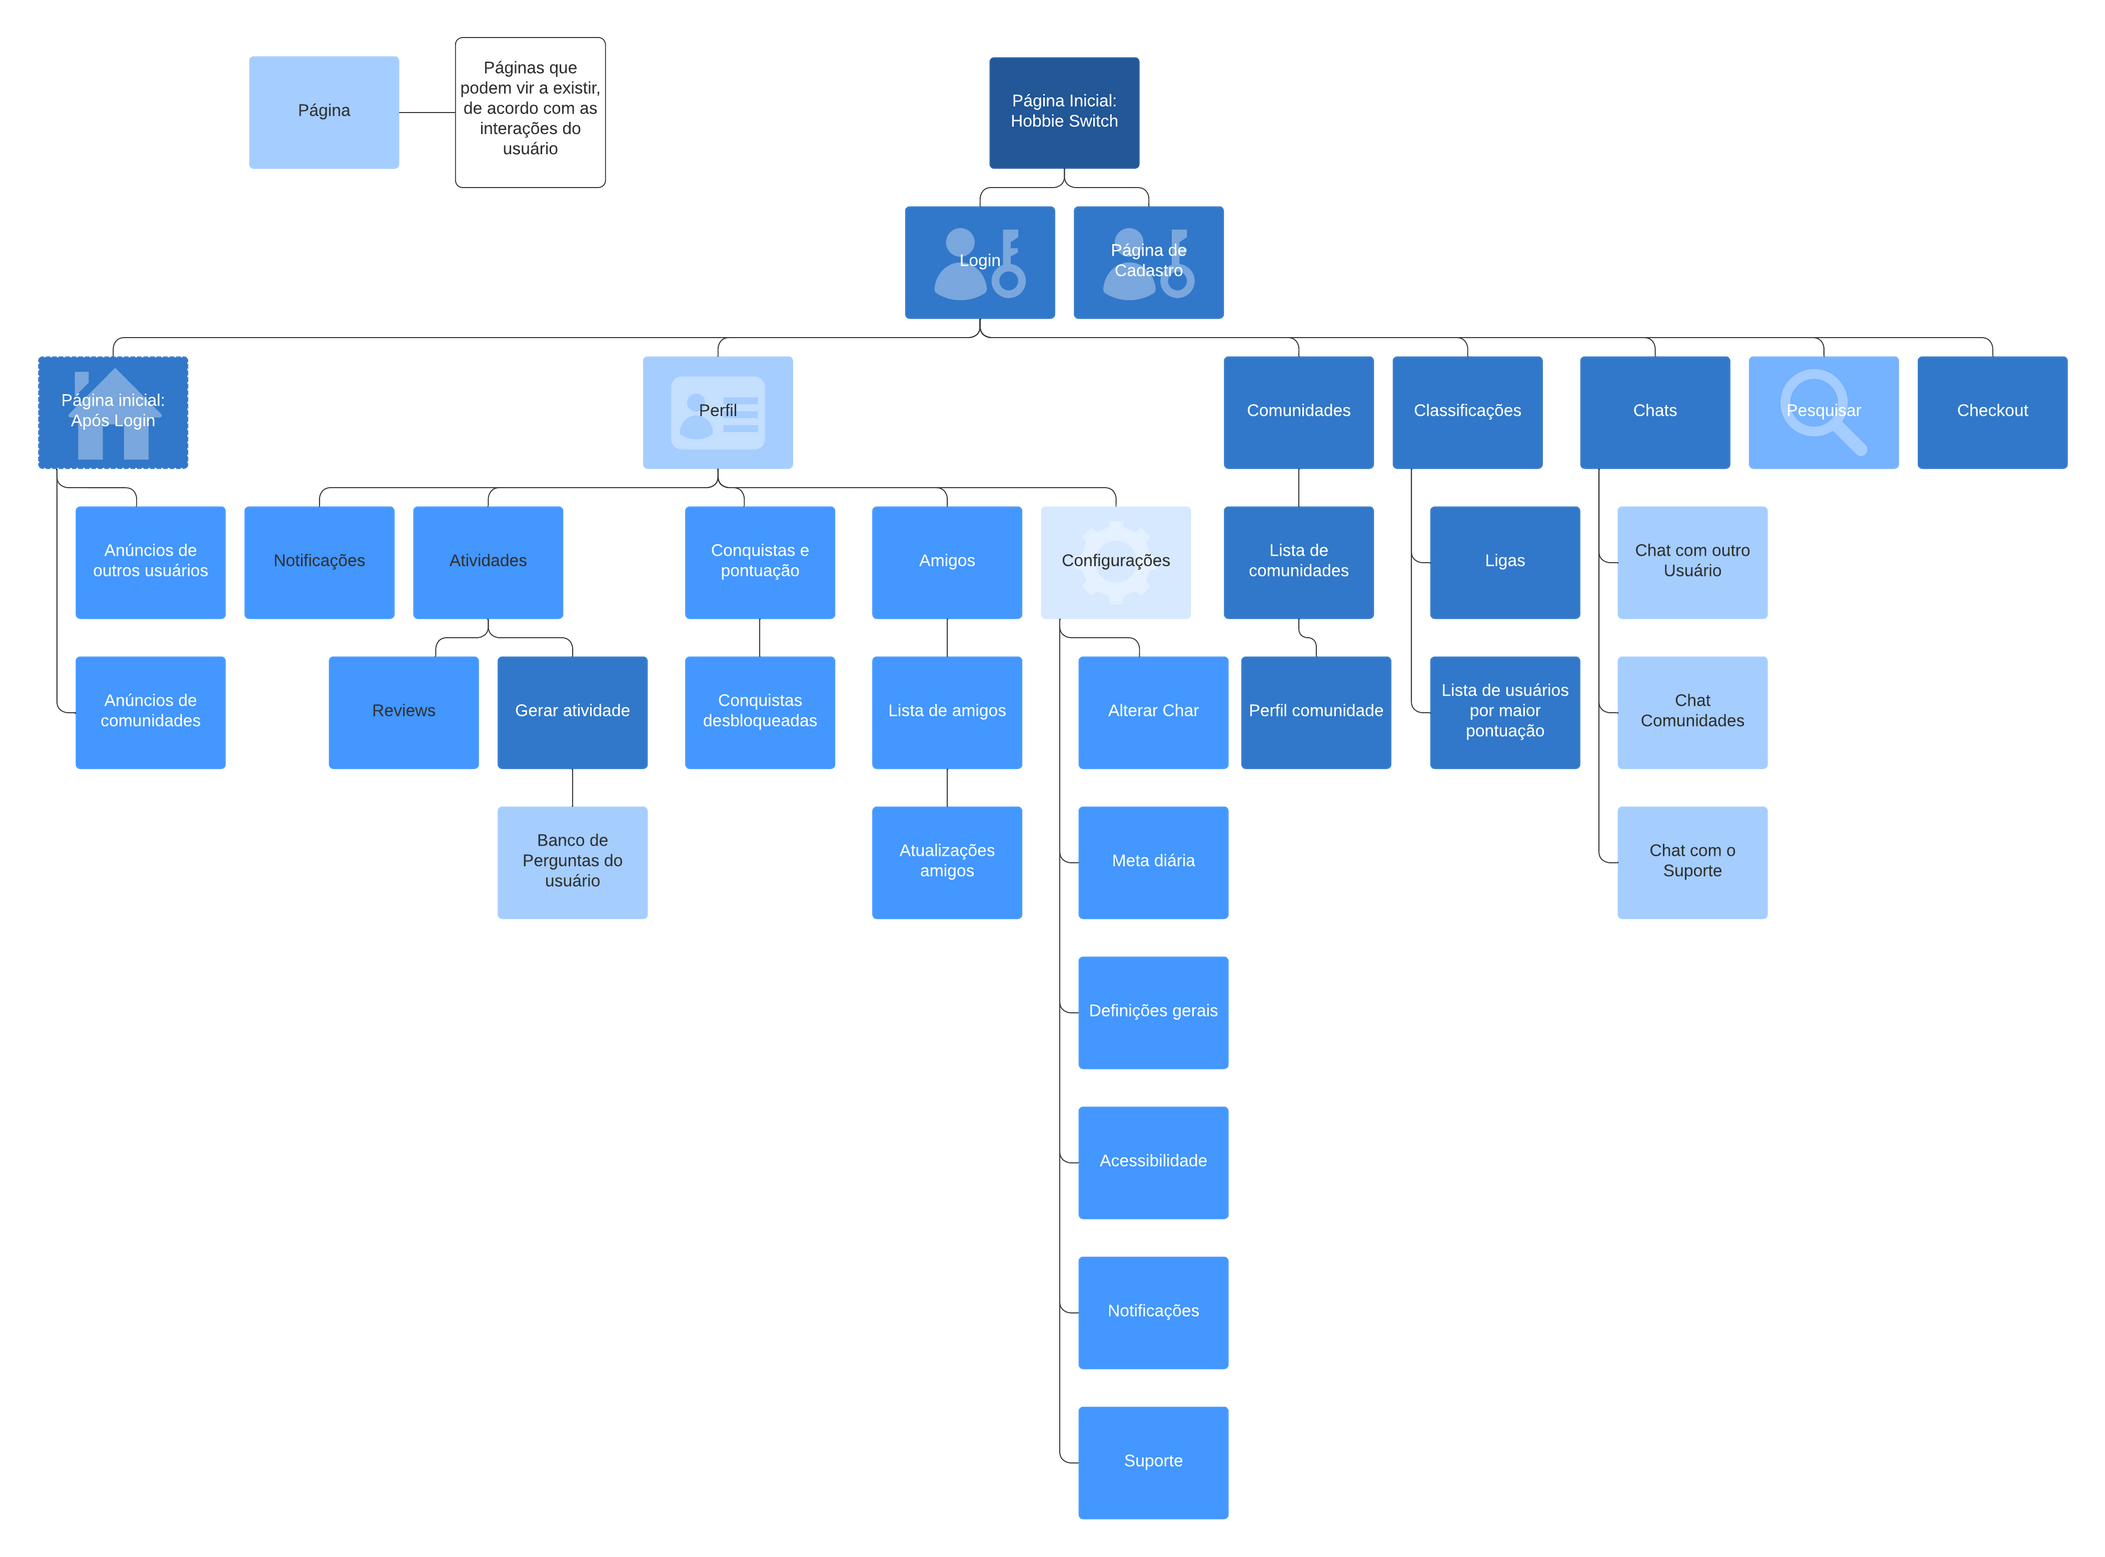 Página
Páginas que
podem vir a existir,
de acordo com as
interações do
usuário
Página Inicial:
Hobbie Switch
Login
Página de
Cadastro
Página inicial:
Após Login
Perfil
Comunidades
Classificações
Chats
Pesquisar
Checkout
Anúncios de
outros usuários
Notificações
Atividades
Conquistas e
pontuação
Amigos
Configurações
Lista de
comunidades
Ligas
Chat com outro
Usuário
Anúncios de
comunidades
Reviews
Gerar atividade
Conquistas
desbloqueadas
Lista de amigos
Alterar Char
Perfil comunidade
Lista de usuários
por maior
pontuação
Chat
Comunidades
Banco de
Perguntas do
usuário
Atualizações
amigos
Meta diária
Chat com o
Suporte
Definições gerais
Acessibilidade
Notificações
Suporte